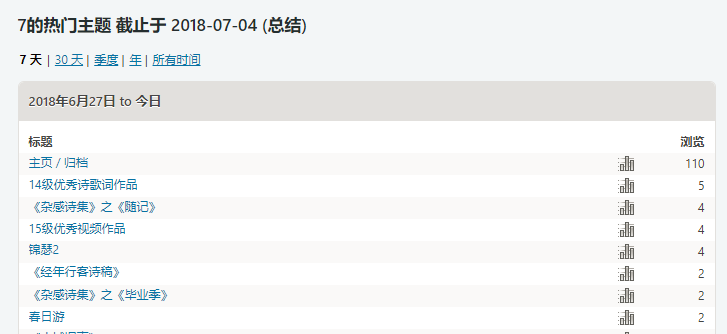 7的热门主题 截止于 2018-07-04 (总结)
7 天 | 30 天 | 季度 | 年 | 所有时间
2018年6月27日 to 今日
标题 浏览
主页 / 归档 110
14级优秀诗歌词作品 5
《杂感诗集》之《随记》 4
15级优秀视频作品 4
锦瑟2 4
《经年行客诗稿》 2
《杂感诗集》之《毕业季》 2
春日游 2